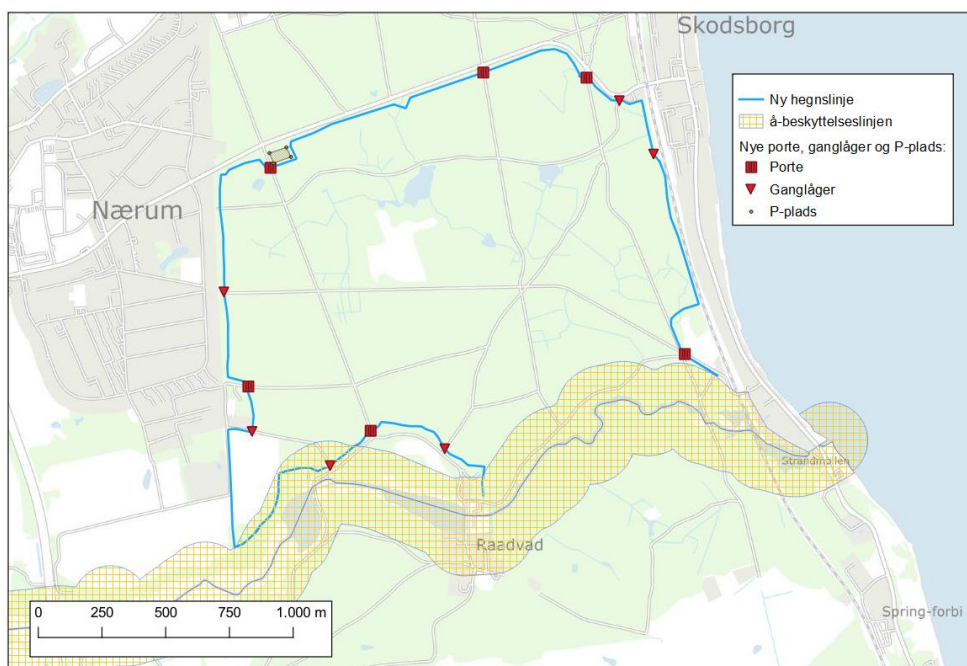 Skodsborg
Ny hegnslinje
å-beskyttelseslinjen
Nye porte, ganglåger og P-plads:
Porte
Ganglåger
P-plads
Nærum
Strandmøllen
Raadvad
Spring-forbi
0 250 500 750 1.000 m